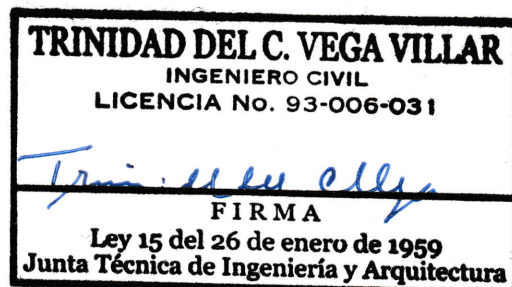 TRINIDAD DEL C. VEGA VILLAR
INGENIERO CIVIL
LICENCIA No. 93-006-031
FIRMA
Ley 15 del 26 de enero de 1959
Junta Técnica de Ingeniería y Arquitectura